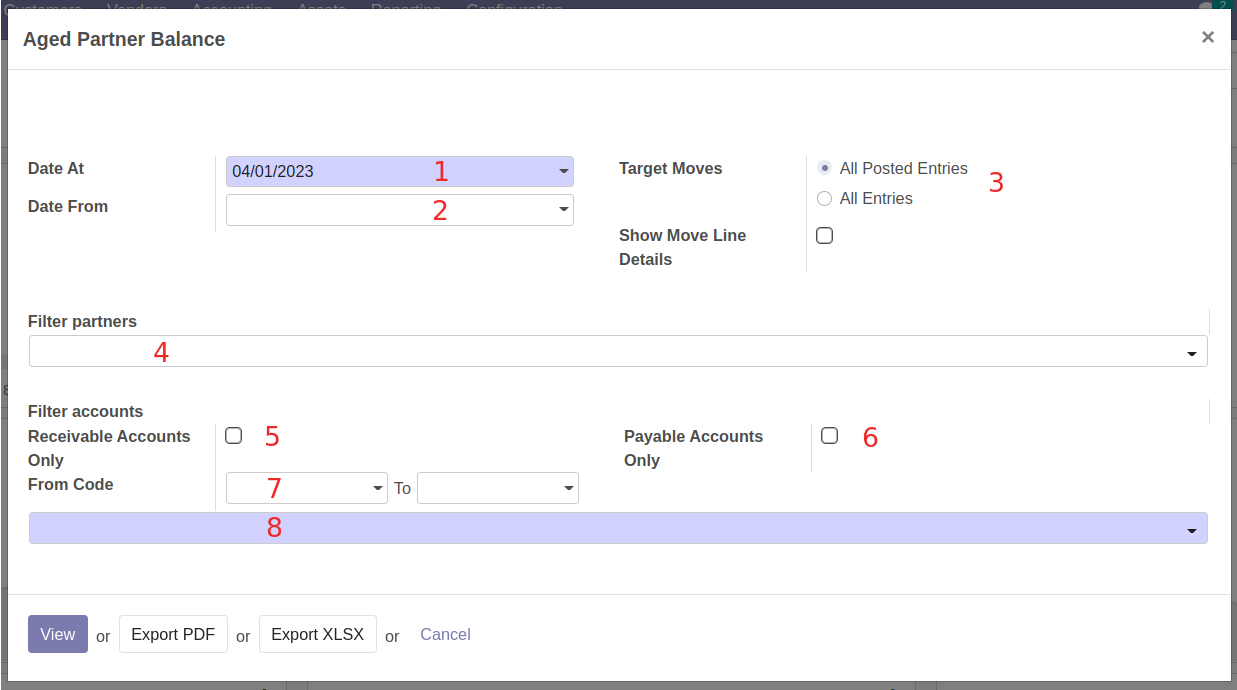 Customers Vendors Accounting Assets Reporting Configuration 2
Aged Partner Balance ×
Date At 04/01/2023 1
Date From 2
Target Moves All Posted Entries 3
All Entries
Show Move Line
Details
Filter partners
4
Filter accounts
Receivable Accounts
Only 5
Payable Accounts
Only 6
From Code 7 To
8
View or Export PDF or Export XLSX or Cancel